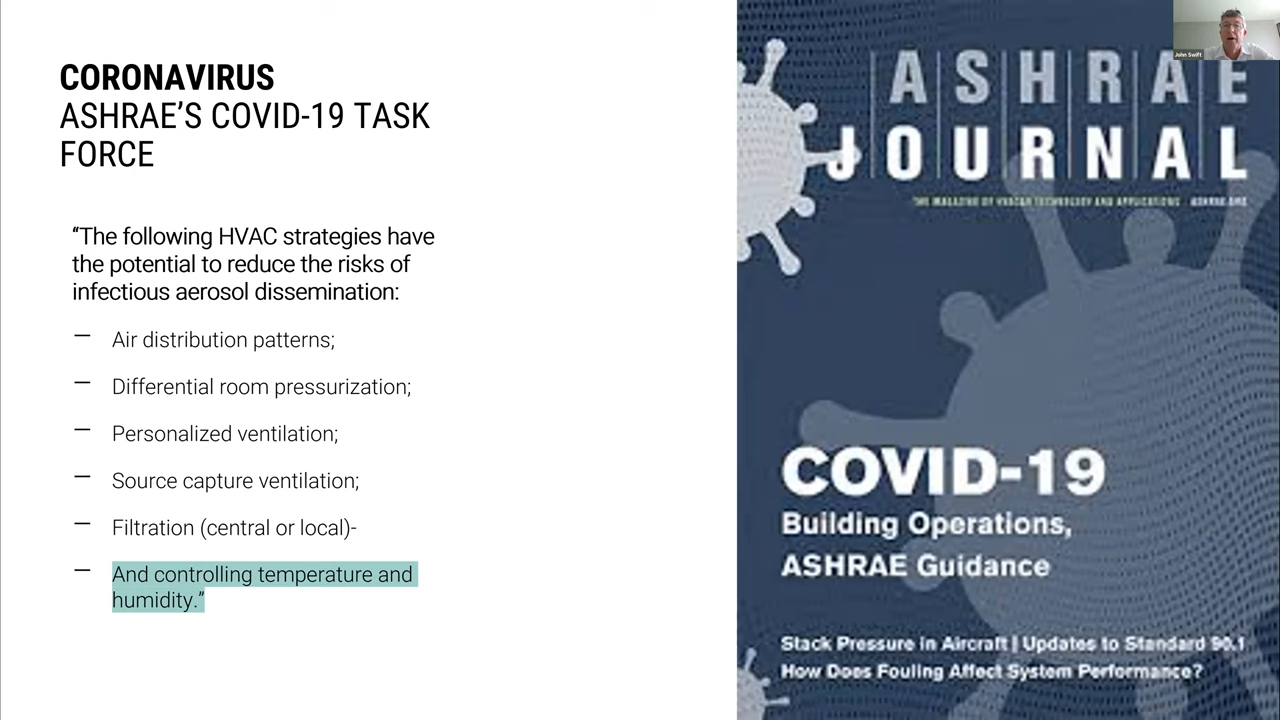 CORONAVIRUS
ASHRAE’S COVID-19 TASK
FORCE
“The following HVAC strategies have
the potential to reduce the risks of
infectious aerosol dissemination:
— Air distribution patterns;
— Differential room pressurization;
— Personalized ventilation;
— Source capture ventilation;
— Filtration (central or local)-
— And controlling temperature and
humidity.”
John Swift
ASHRAE
JOURNAL
THE MAGAZINE OF HVAC&R TECHNOLOGY AND APPLICATIONS ASHRAE.ORG
COVID-19
Building Operations,
ASHRAE Guidance
Stack Pressure in Aircraft | Updates to Standard 90.1
How Does Fouling Affect System Performance?